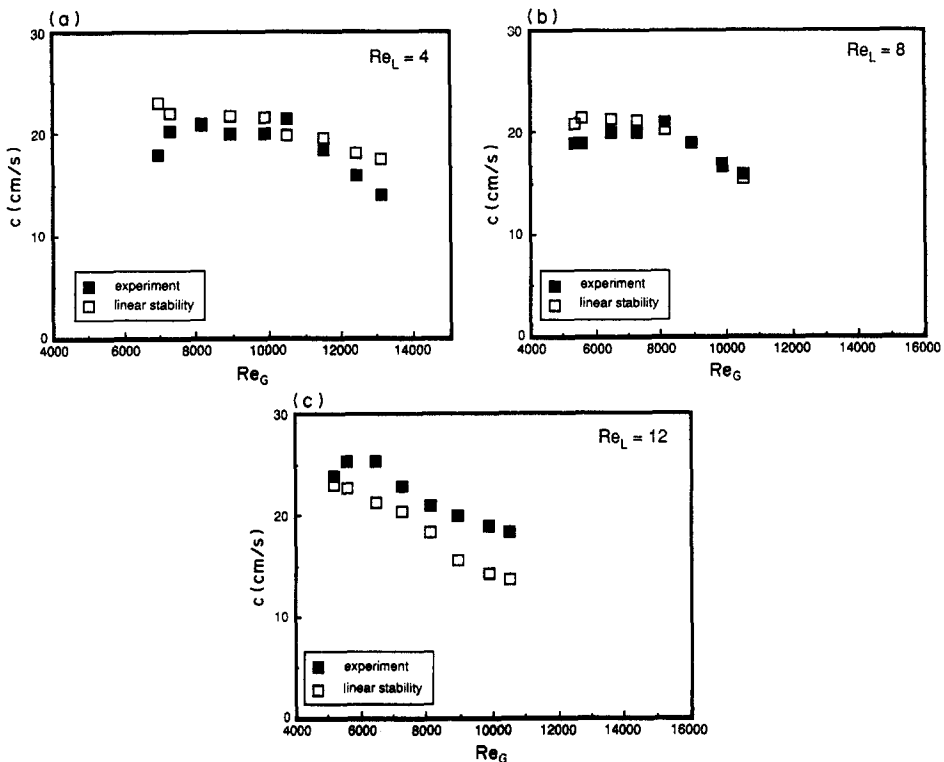 (a)
30
20
10
0
c (cm/s)
Re_L = 4
experiment
linear stability
4000 6000 8000 10000 12000 14000
Re_G
(b)
30
20
10
0
c (cm/s)
Re_L = 8
experiment
linear stability
4000 6000 8000 10000 12000 14000 16000
Re_G
(c)
30
20
10
0
c (cm/s)
Re_L = 12
experiment
linear stability
4000 6000 8000 10000 12000 14000 16000
Re_G